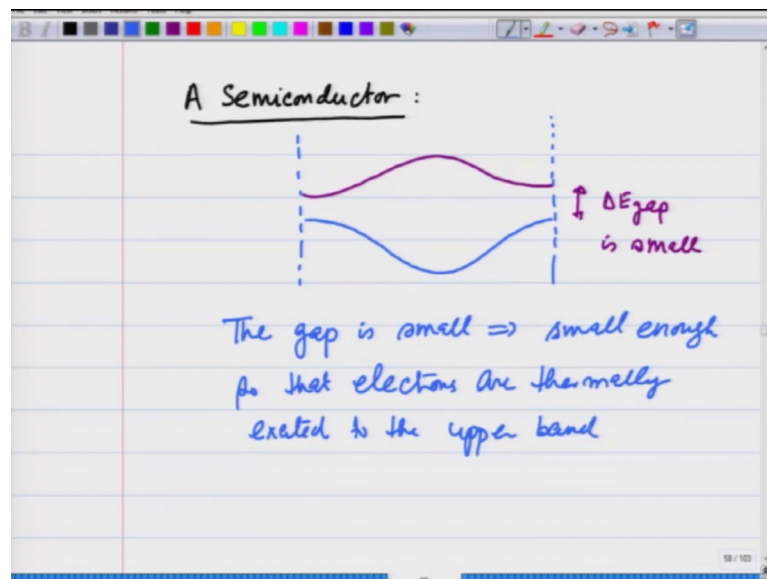 A Semiconductor :
ΔEgap
is small
The gap is small => small enough
so that electrons are thermally
exited to the upper band
58 / 103